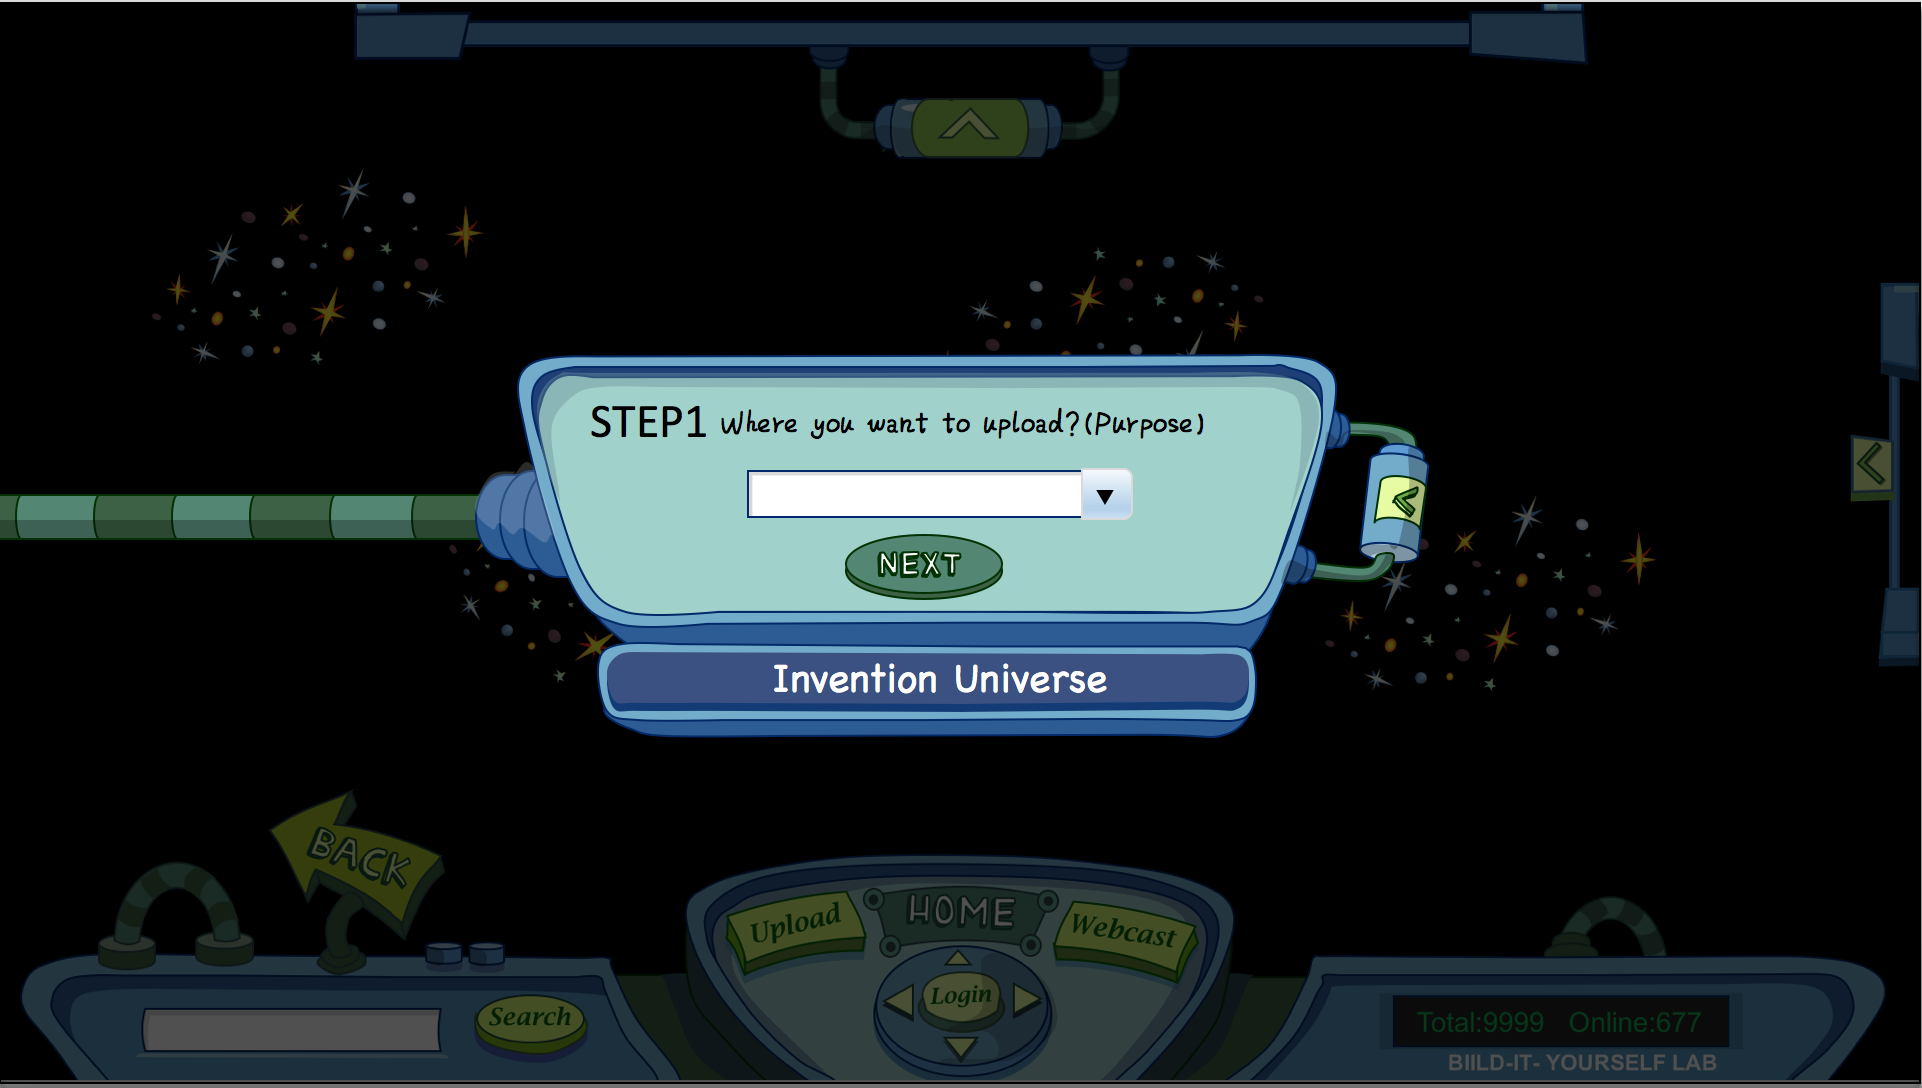 STEP1 Where you want to upload?(Purpose)
NEXT
Invention Universe
BACK
Upload
HOME
Webcast
Login
Search
Total:9999 Online:677
BIILD-IT- YOURSELF LAB